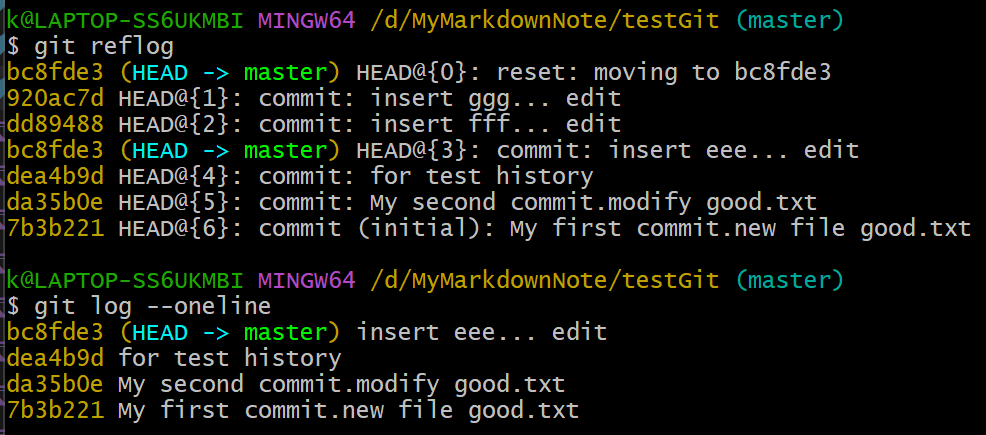 k@LAPTOP-SS6UKMBI MINGW64 /d/MyMarkdownNote/testGit (master)
$ git reflog
bc8fde3 (HEAD -> master) HEAD@{0}: reset: moving to bc8fde3
920ac7d HEAD@{1}: commit: insert ggg... edit
dd89488 HEAD@{2}: commit: insert fff... edit
bc8fde3 (HEAD -> master) HEAD@{3}: commit: insert eee... edit
dea4b9d HEAD@{4}: commit: for test history
da35b0e HEAD@{5}: commit: My second commit.modify good.txt
7b3b221 HEAD@{6}: commit (initial): My first commit.new file good.txt
k@LAPTOP-SS6UKMBI MINGW64 /d/MyMarkdownNote/testGit (master)
$ git log --oneline
bc8fde3 (HEAD -> master) insert eee... edit
dea4b9d for test history
da35b0e My second commit.modify good.txt
7b3b221 My first commit.new file good.txt